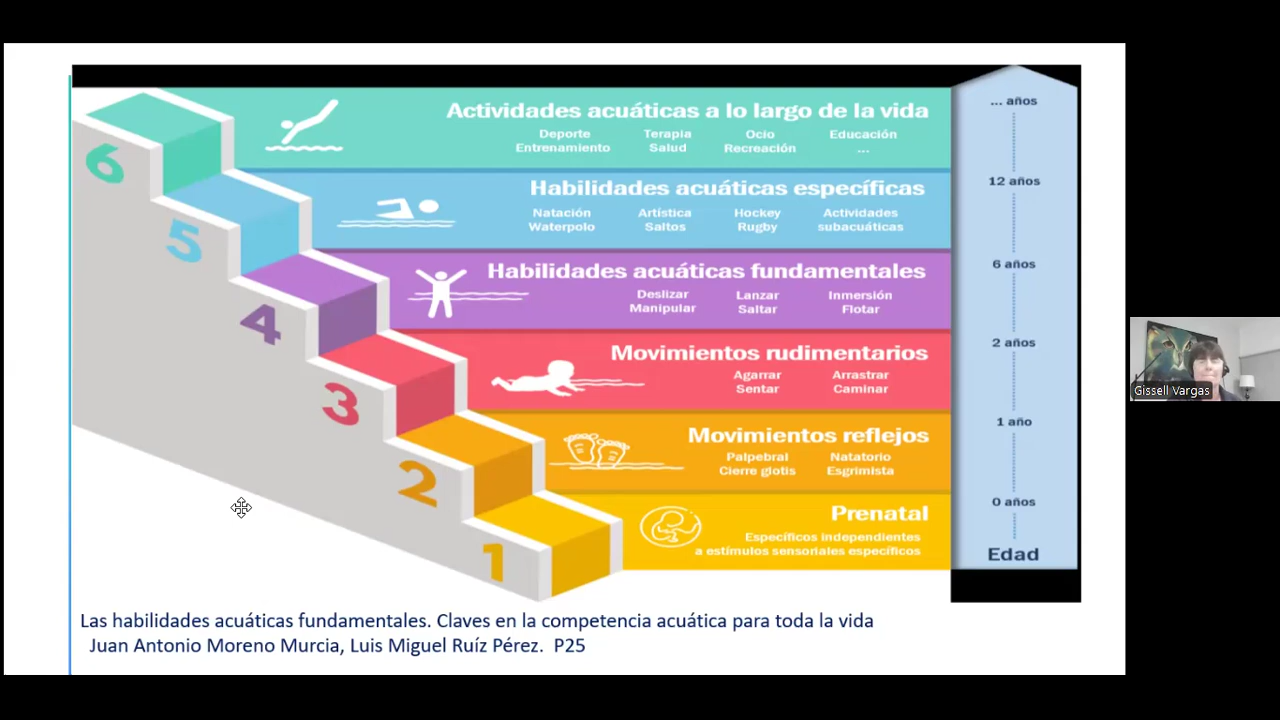 6
Actividades acuáticas a lo largo de la vida
Deporte Terapia Ocio Educación
Entrenamiento Salud Recreación ...
... años
5
Habilidades acuáticas específicas
Natación Artística Hockey Actividades
Waterpolo Saltos Rugby subacuáticas
12 años
4
Habilidades acuáticas fundamentales
Deslizar Lanzar Inmersión
Manipular Saltar Flotar
6 años
3
Movimientos rudimentarios
Agarrar Arrastrar
Sentar Caminar
2 años
2
Movimientos reflejos
Palpebral Natatorio
Cierre glotis Esgrimista
1 año
1
Prenatal
Específicos independientes
a estímulos sensoriales específicos
0 años
Edad
Las habilidades acuáticas fundamentales. Claves en la competencia acuática para toda la vida
Juan Antonio Moreno Murcia, Luis Miguel Ruíz Pérez. P25
Gissell Vargas